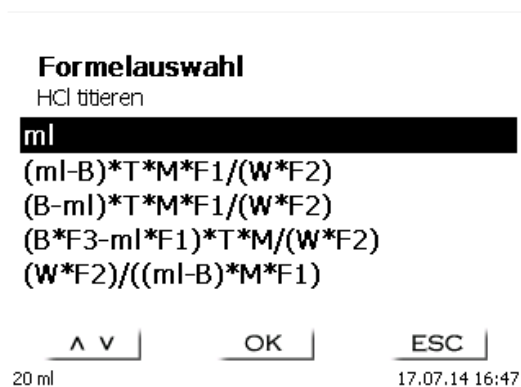 Formelauswahl
HCl titieren
ml
(ml-B)*T*M*F1/(W*F2)
(B-ml)*T*M*F1/(W*F2)
(B*F3-ml*F1)*T*M/(W*F2)
(W*F2)/((ml-B)*M*F1)
∧ ∨ OK ESC
20 ml 17.07.14 16:47